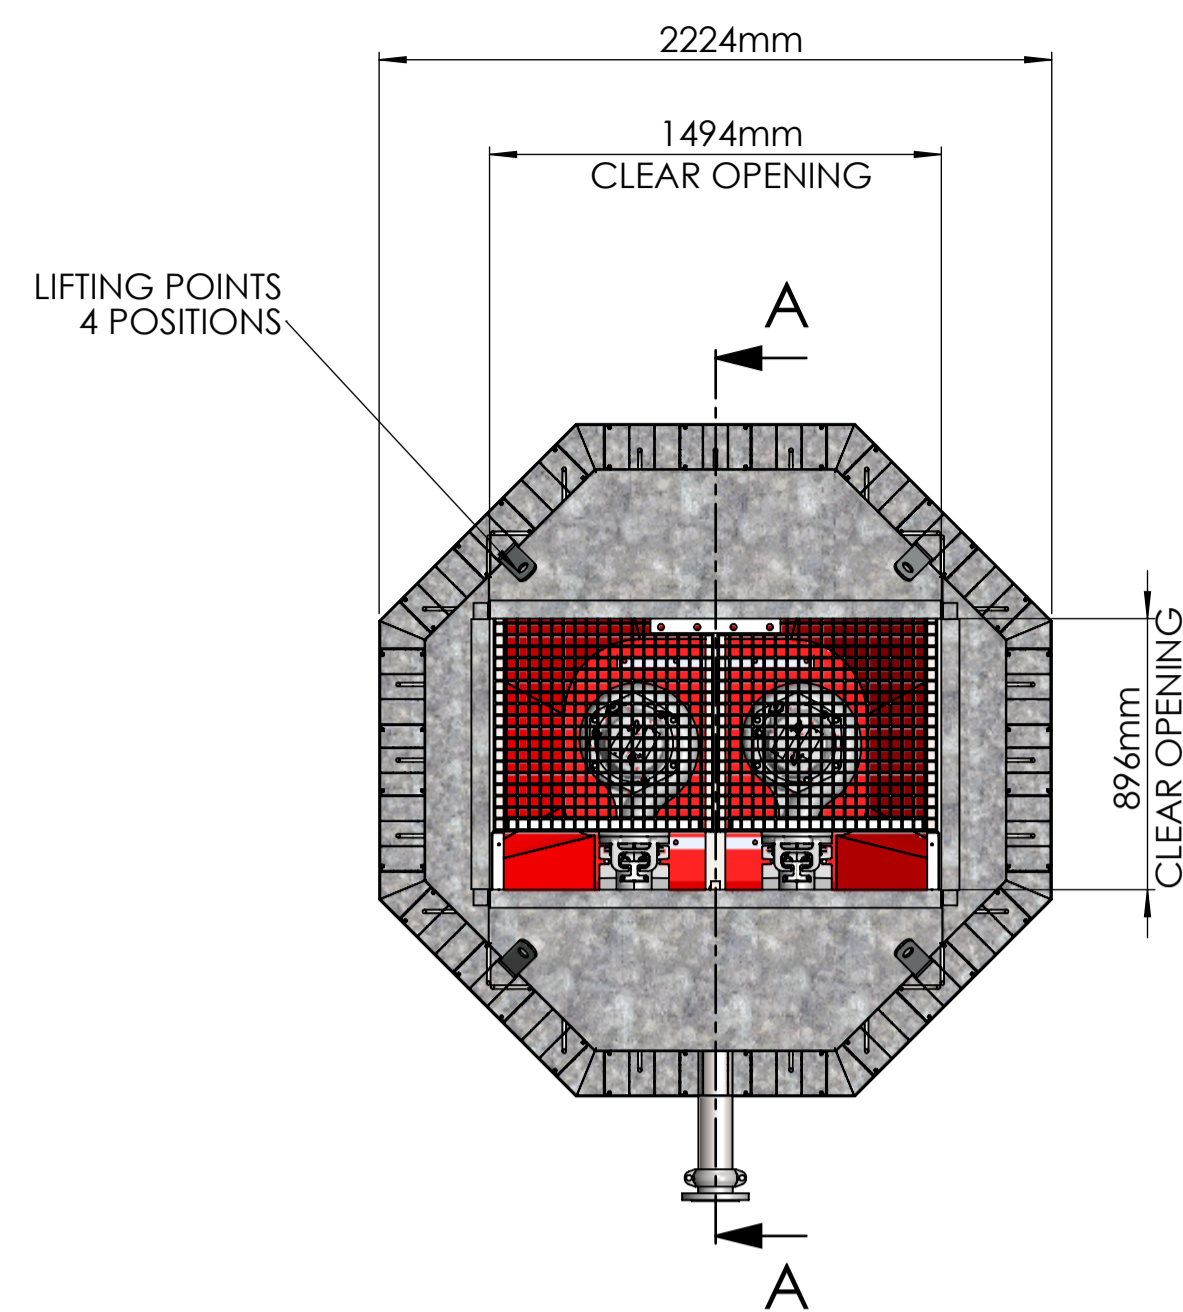 2224mm
1494mm
CLEAR OPENING
LIFTING POINTS
4 POSITIONS
A
896mm
CLEAR OPENING
A